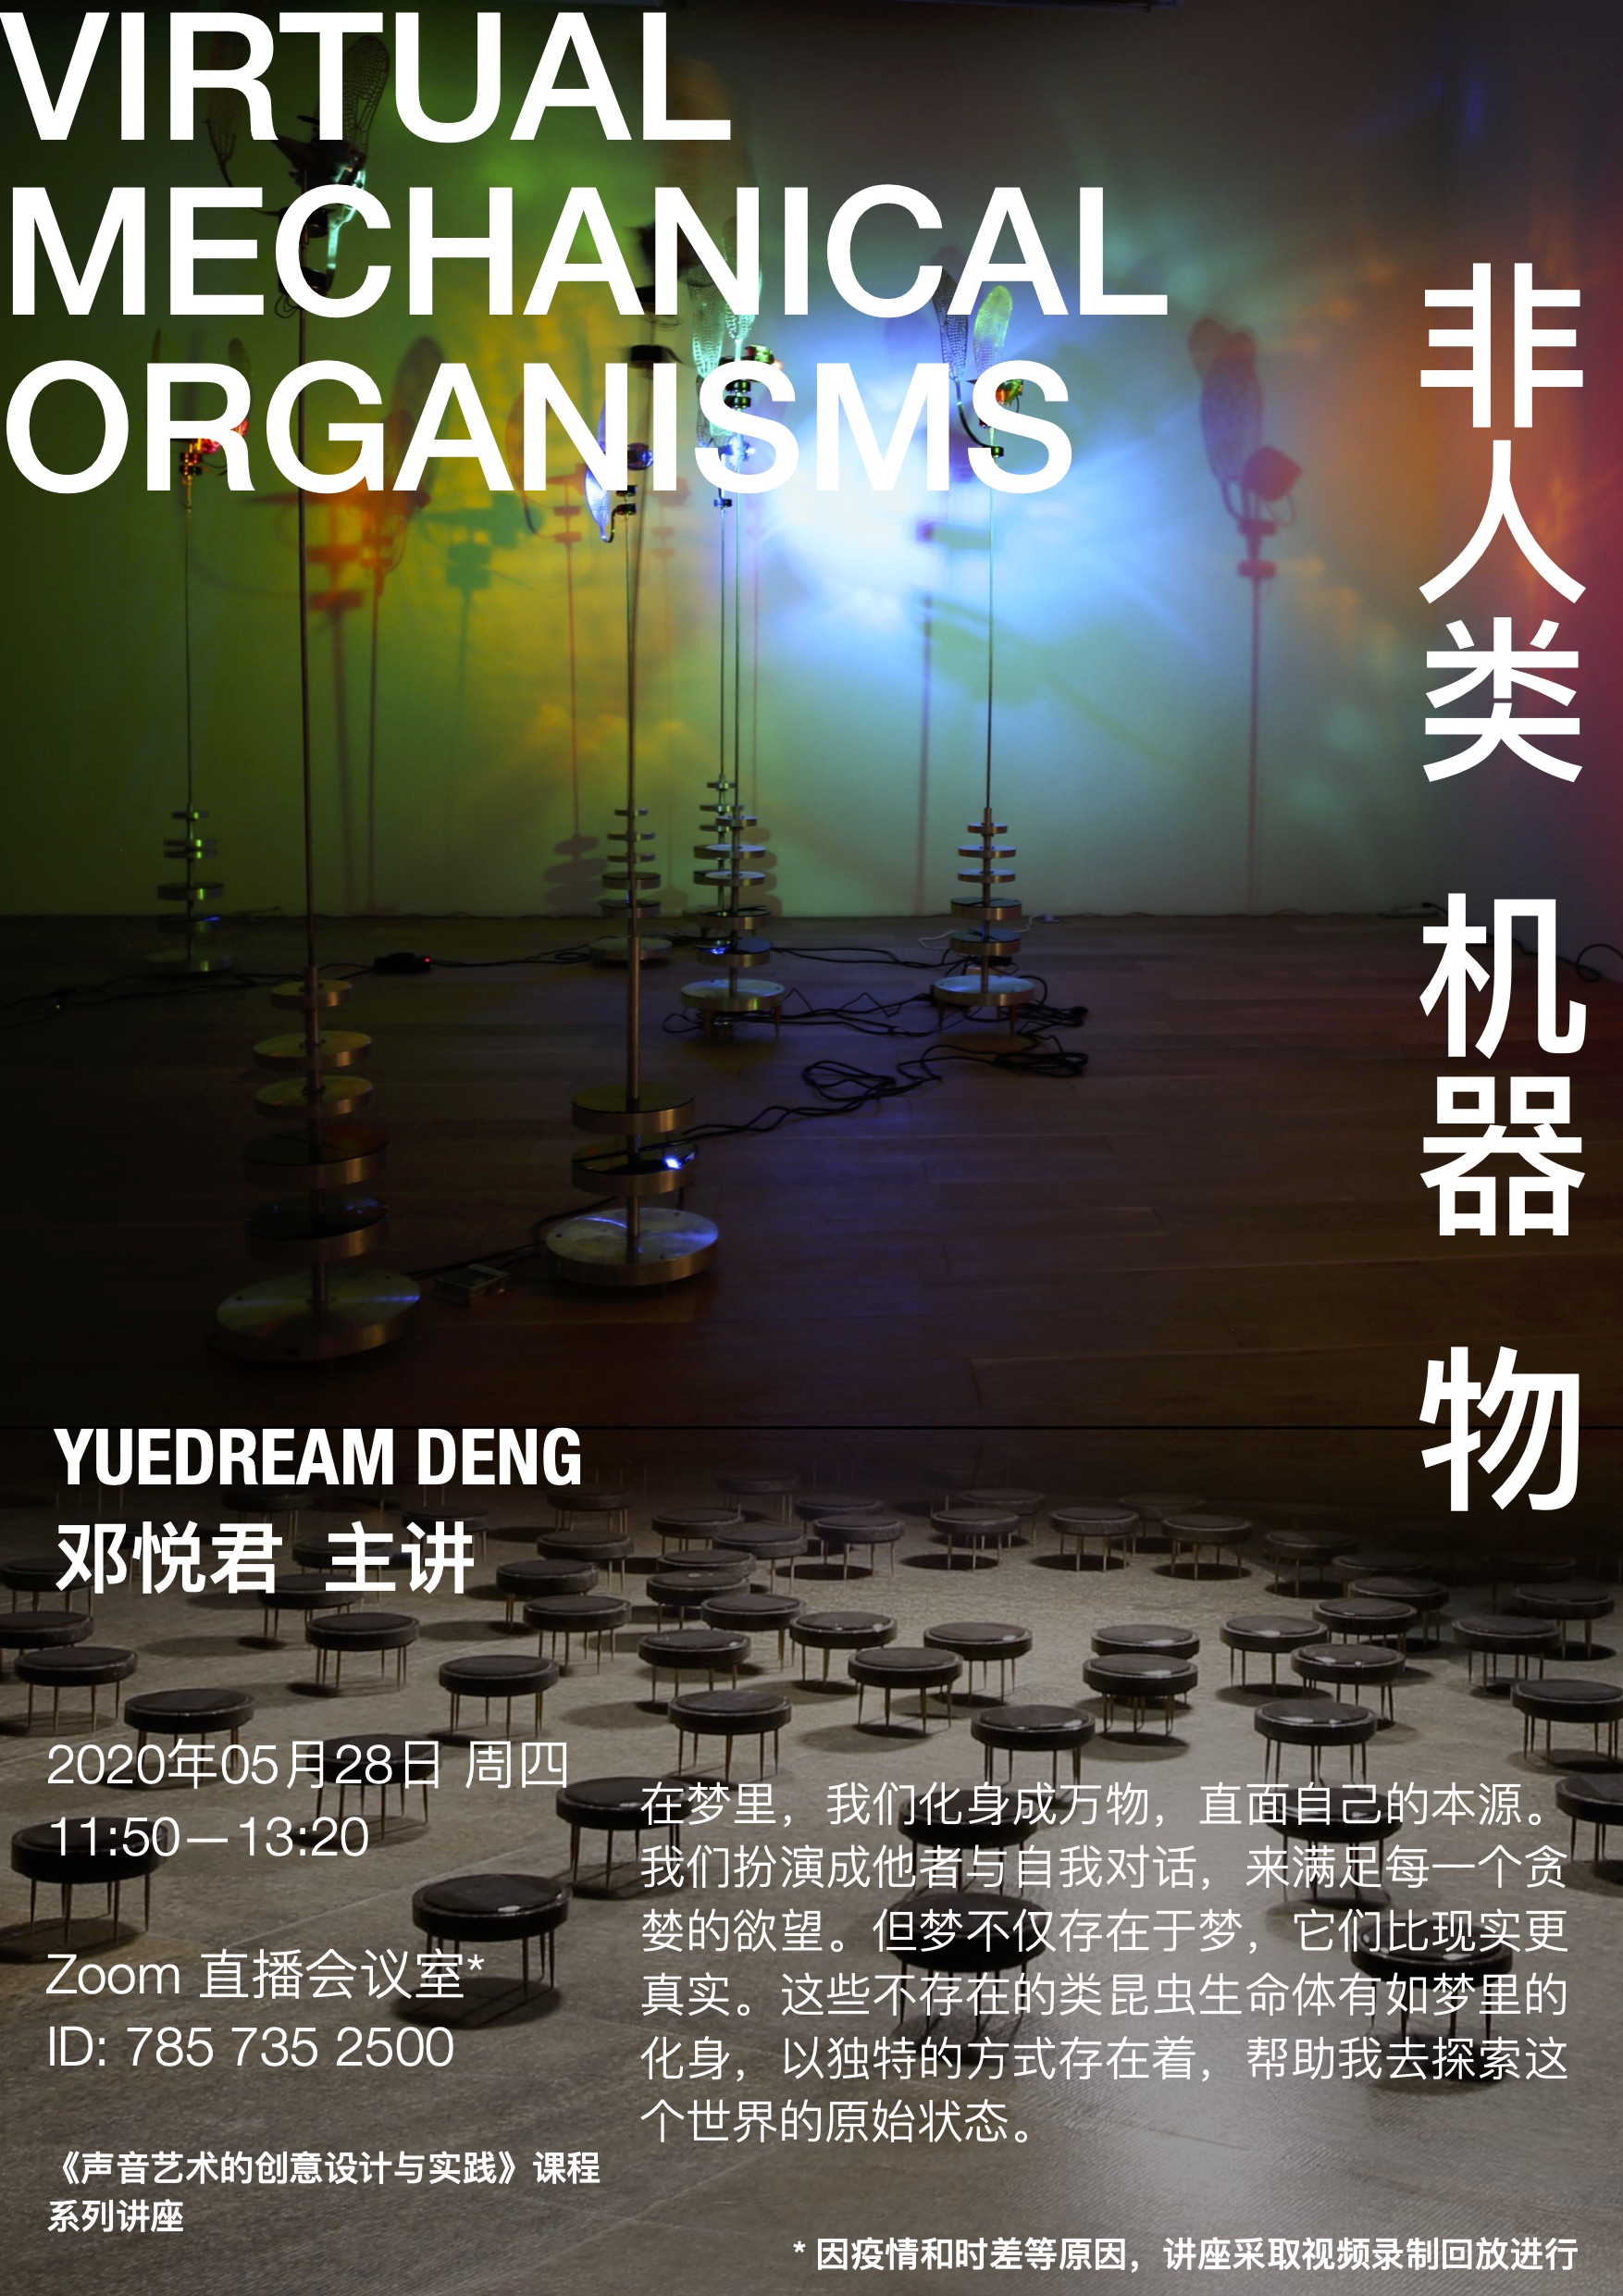 VIRTUAL
MECHANICAL
ORGANISMS
非人类 机器 物
YUEDREAM DENG
邓悦君 主讲
2020年05月28日 周四
11:50—13:20
Zoom 直播会议室*
ID: 785 735 2500
《声音艺术的创意设计与实践》课程
系列讲座
在梦里，我们化身成万物，直面自己的本源。
我们扮演成他者与自我对话，来满足每一个贪
婪的欲望。但梦不仅存在于梦，它们比现实更
真实。这些不存在的类昆虫生命体有如梦里的
化身，以独特的方式存在着，帮助我去探索这
个世界的原始状态。
* 因疫情和时差等原因，讲座采取视频录制回放进行